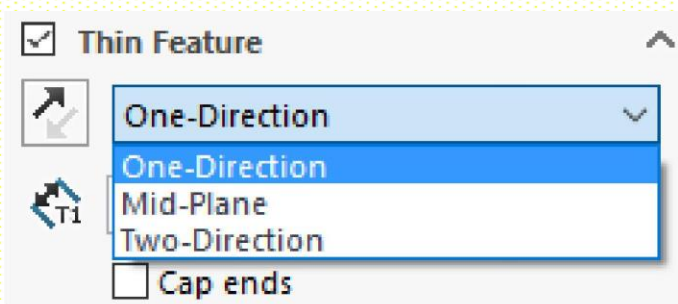 Thin Feature
One-Direction
One-Direction
Mid-Plane
T1
Two-Direction
Cap ends